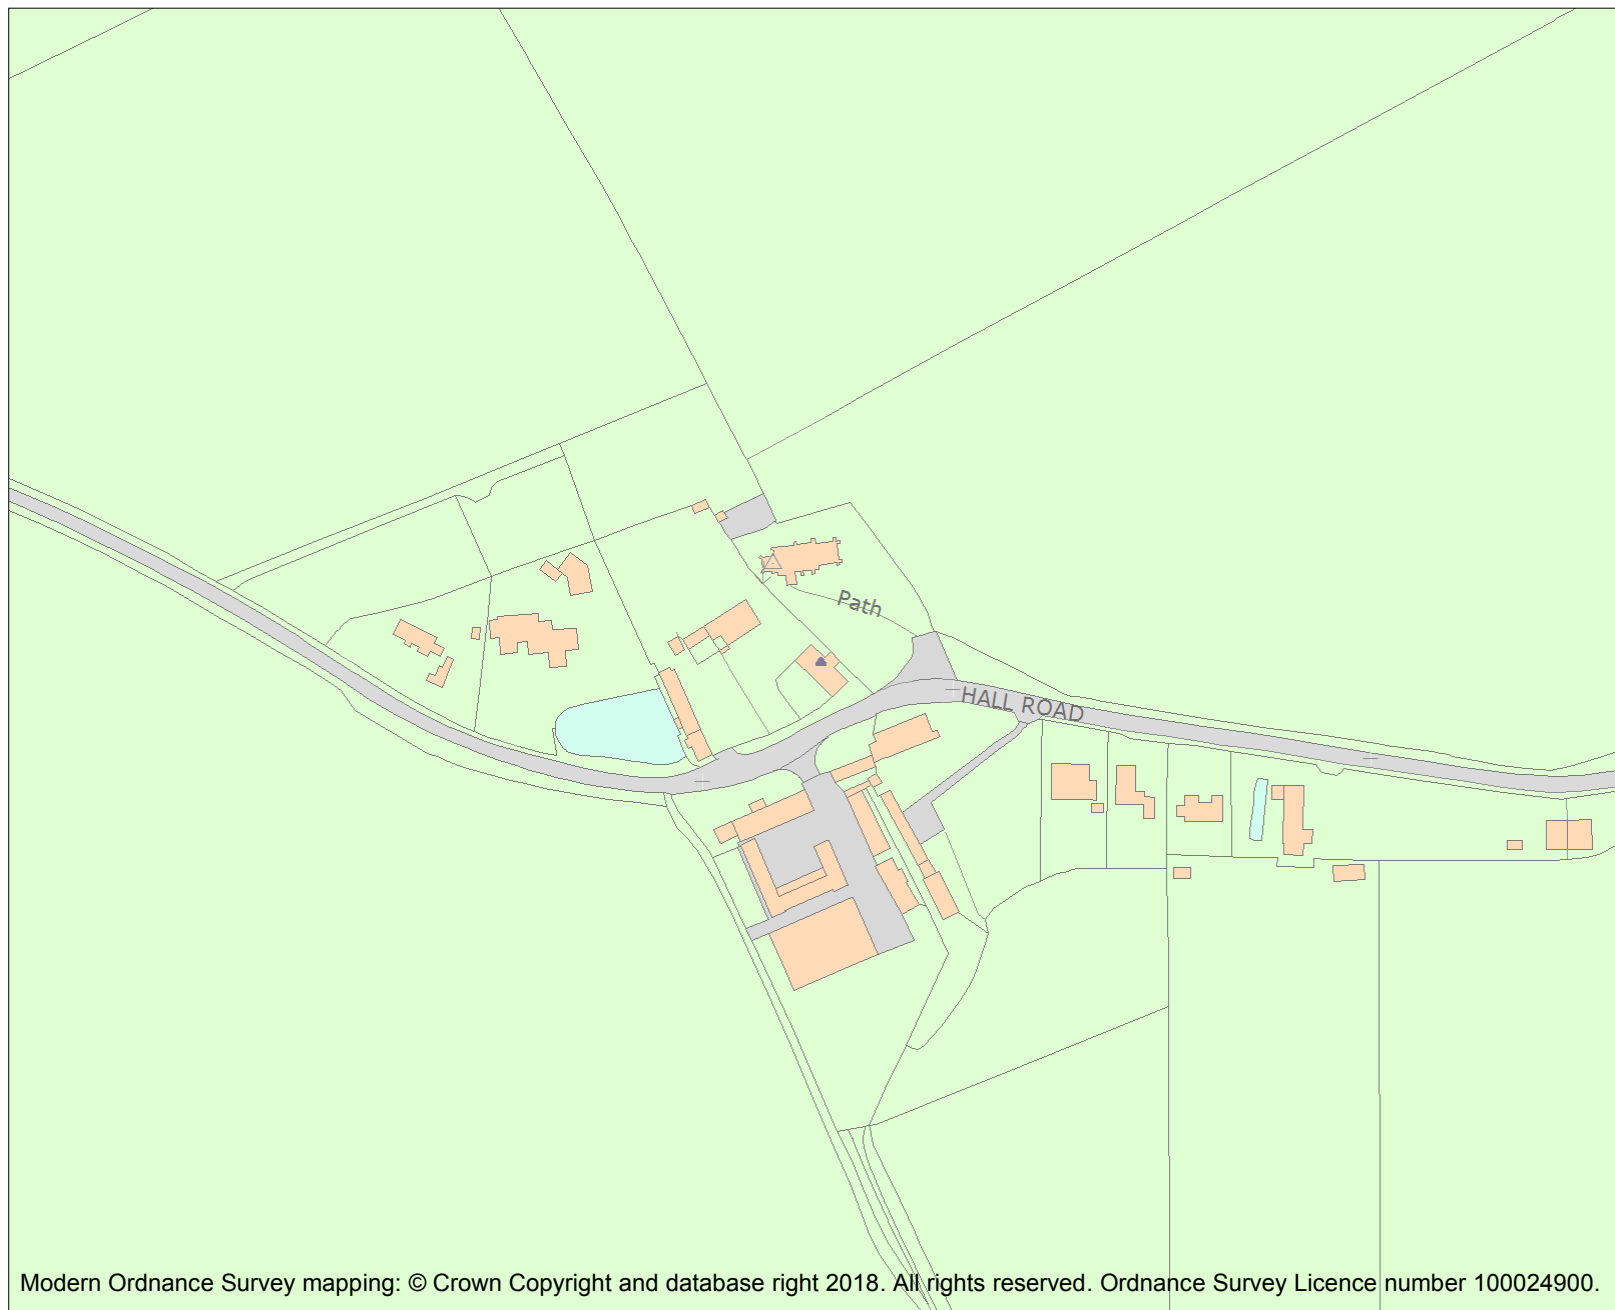 Path
HALL ROAD
Modern Ordnance Survey mapping: © Crown Copyright and database right 2018. All rights reserved. Ordnance Survey Licence number 100024900.